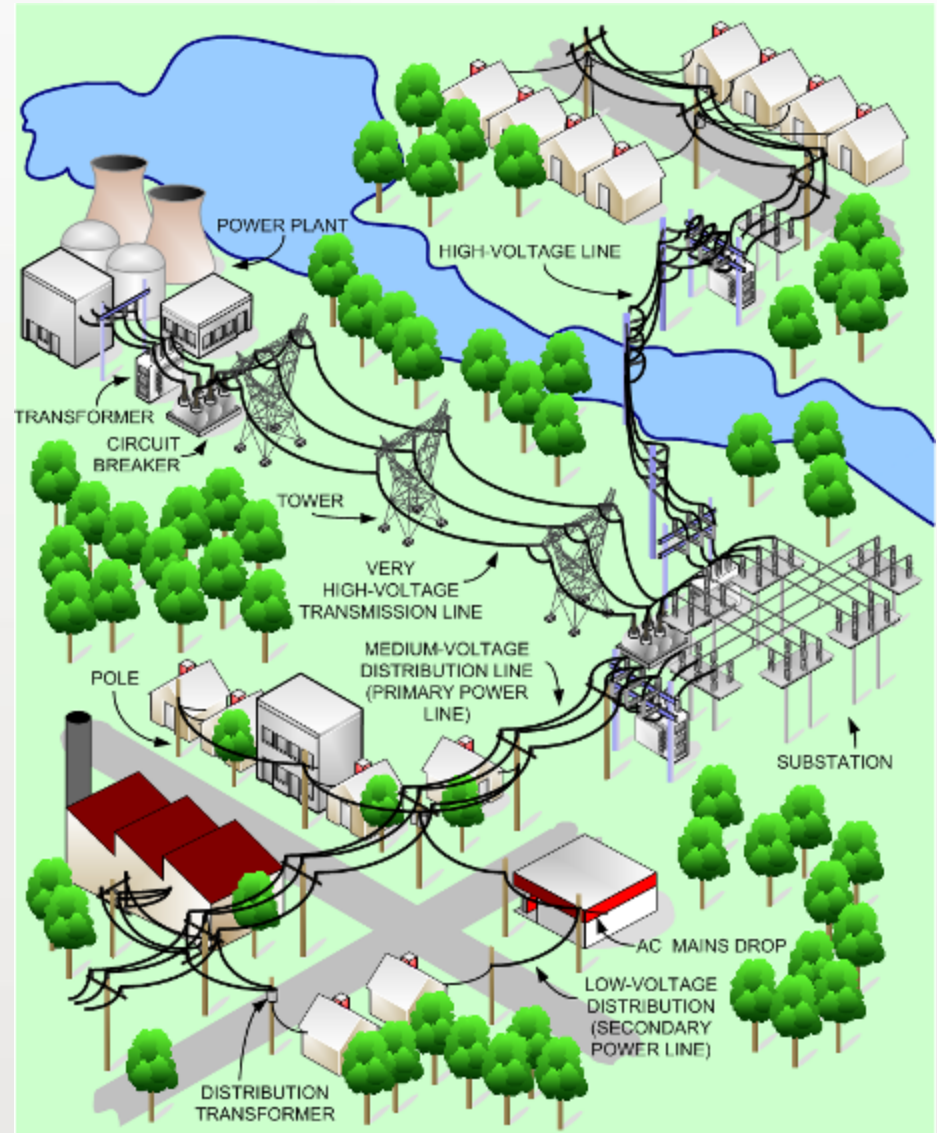 POWER PLANT
HIGH-VOLTAGE LINE
TRANSFORMER
CIRCUIT
BREAKER
TOWER
VERY
HIGH-VOLTAGE
TRANSMISSION LINE
MEDIUM-VOLTAGE
DISTRIBUTION LINE
(PRIMARY POWER
LINE)
POLE
SUBSTATION
AC MAINS DROP
LOW-VOLTAGE
DISTRIBUTION
(SECONDARY
POWER LINE)
DISTRIBUTION
TRANSFORMER